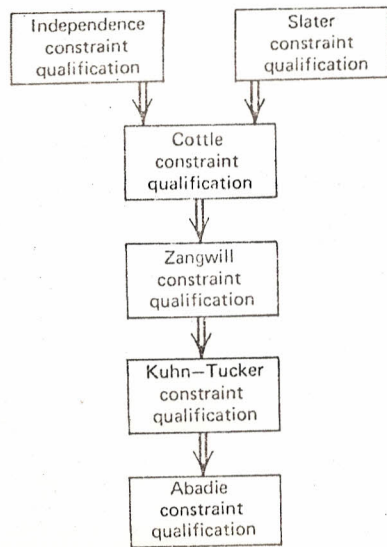 Independence
constraint
qualification
Slater
constraint
qualification
Cottle
constraint
qualification
Zangwill
constraint
qualification
Kuhn–Tucker
constraint
qualification
Abadie
constraint
qualification